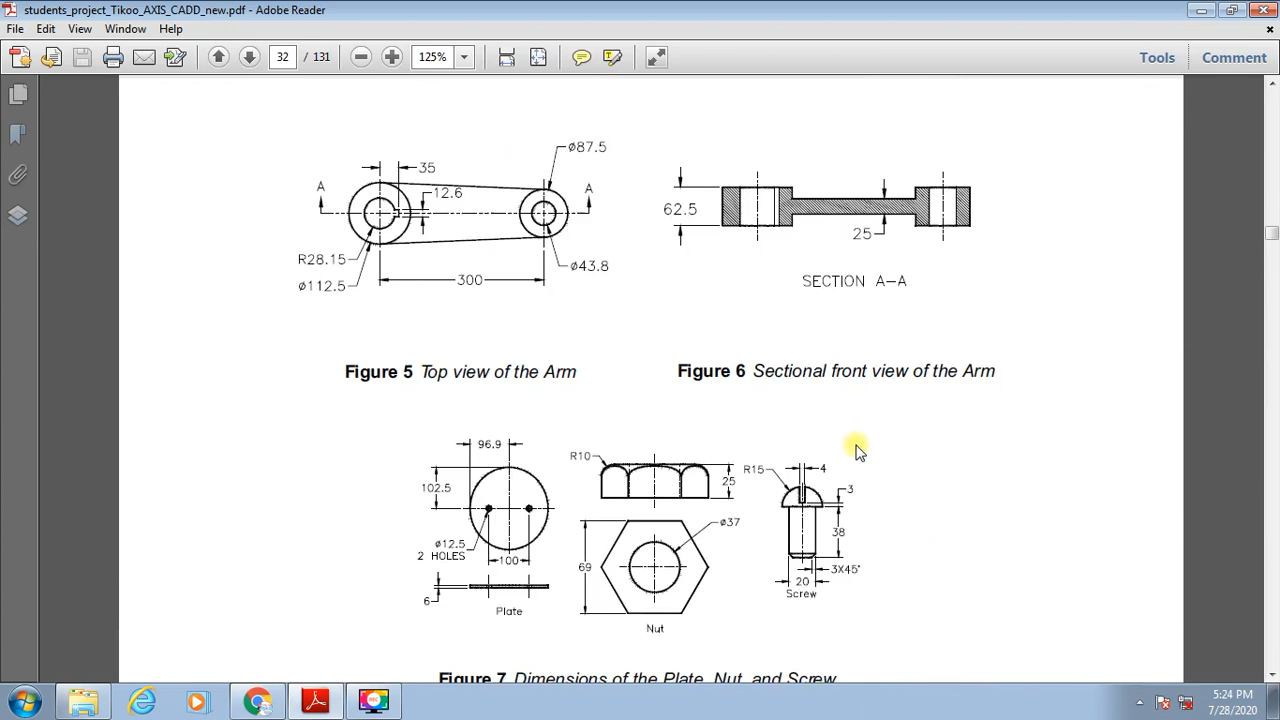 students_project_Tikoo_AXIS_CADD_new.pdf - Adobe Reader
File Edit View Window Help
32 / 131 125% Tools Comment
35
Ø87.5
A
12.6
A
R28.15
Ø112.5
300
Ø43.8
62.5
25
SECTION A-A
Figure 5 Top view of the Arm
Figure 6 Sectional front view of the Arm
96.9
102.5
Ø12.5
2 HOLES
100
6
Plate
R10
25
Ø37
69
Nut
R15
4
3
38
3X45°
20
Screw
Figure 7 Dimensions of the Plate, Nut, and Screw
REC
5:24 PM
7/28/2020